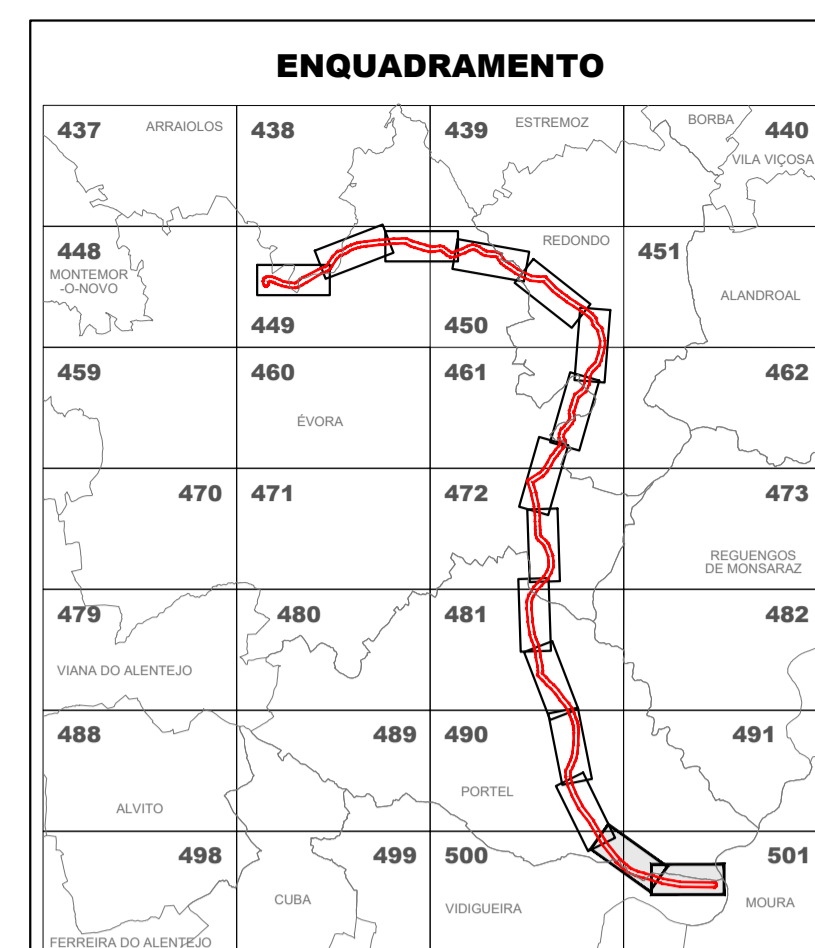 ENQUADRAMENTO
437 ARRAIOLOS 438 439 ESTREMOZ BORBA 440
VILA VIÇOSA
448 REDONDO 451
MONTEMOR
-O-NOVO
ALANDROAL
449 450
459 460 461 462
ÉVORA
470 471 472 473
REGUENGOS
DE MONSARAZ
479 480 481 482
VIANA DO ALENTEJO
488 489 490 491
PORTEL
ALVITO
498 499 500 501
CUBA VIDIGUEIRA MOURA
FERREIRA DO ALENTEJO